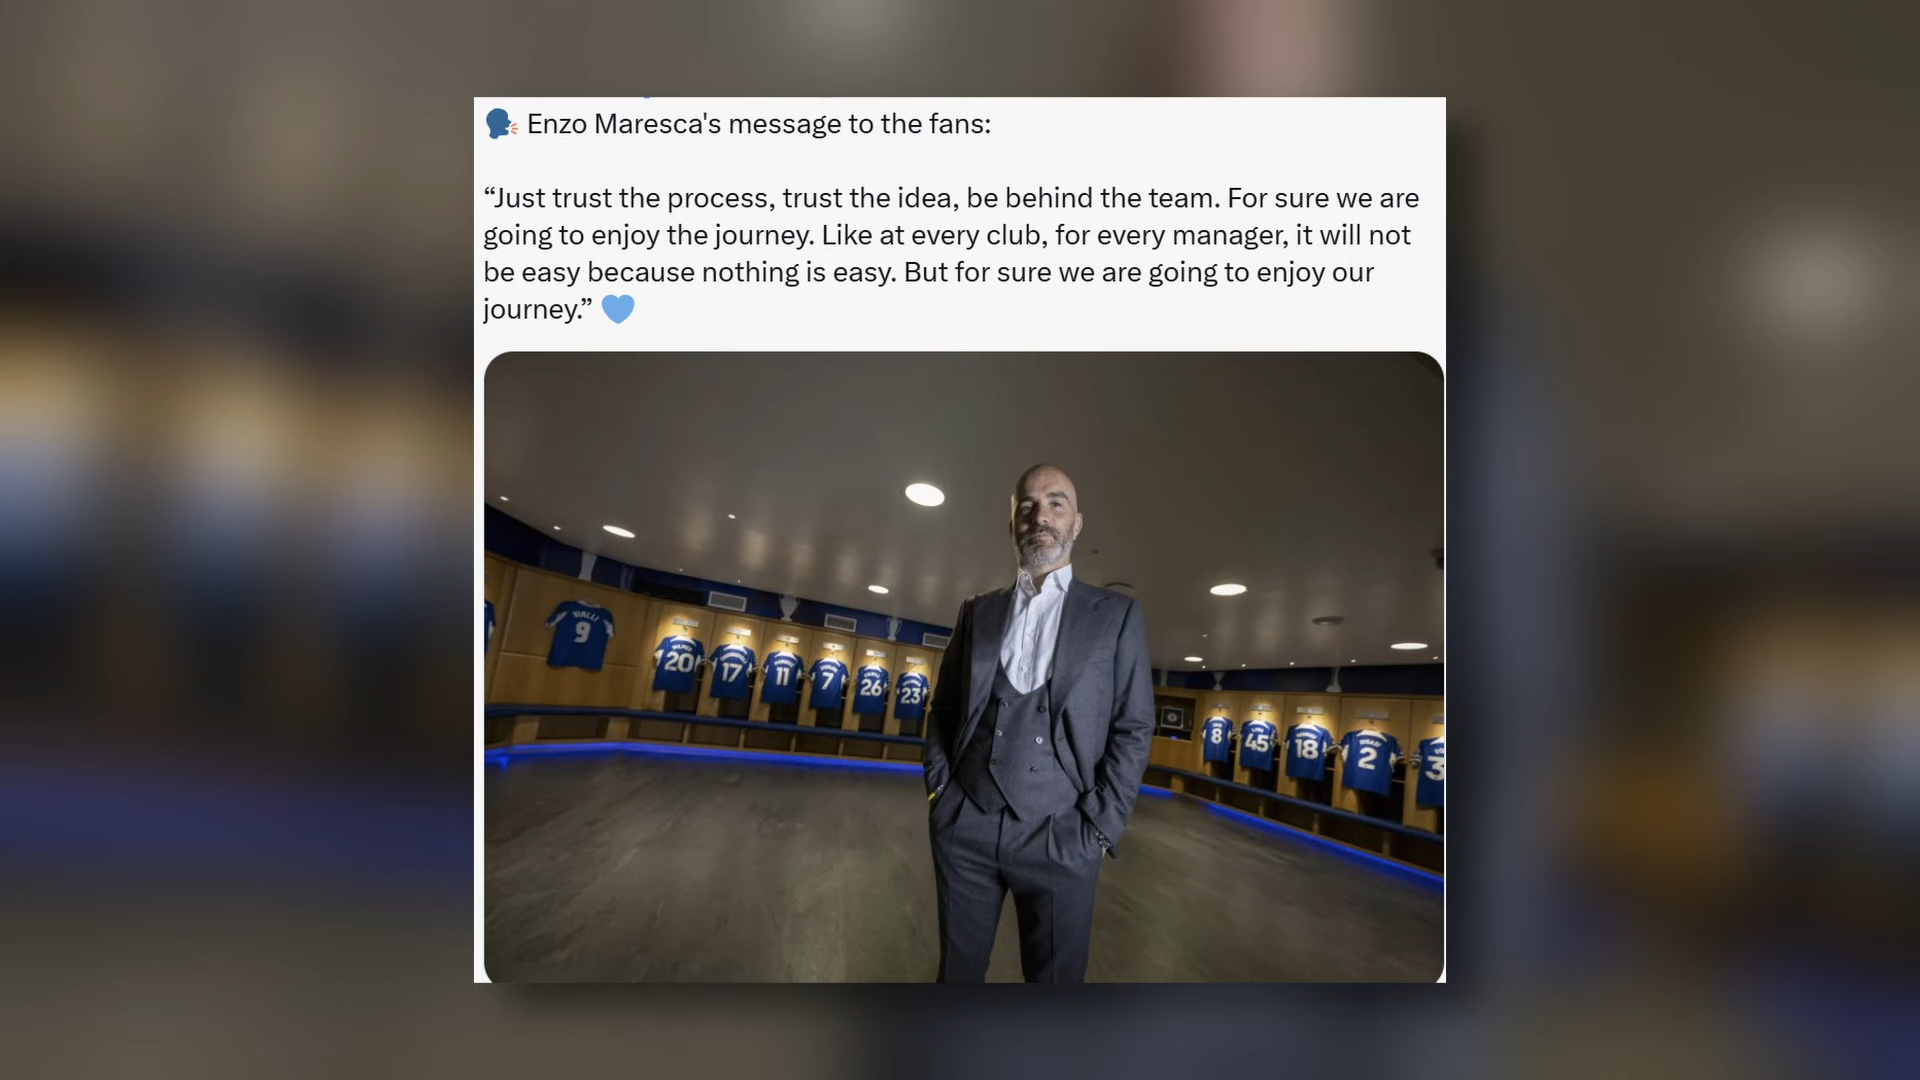 Enzo Maresca's message to the fans:
“Just trust the process, trust the idea, be behind the team. For sure we are
going to enjoy the journey. Like at every club, for every manager, it will not
be easy because nothing is easy. But for sure we are going to enjoy our
journey.”
VIALLI
9
20
17
11
7
26
23
8
45
18
2
3